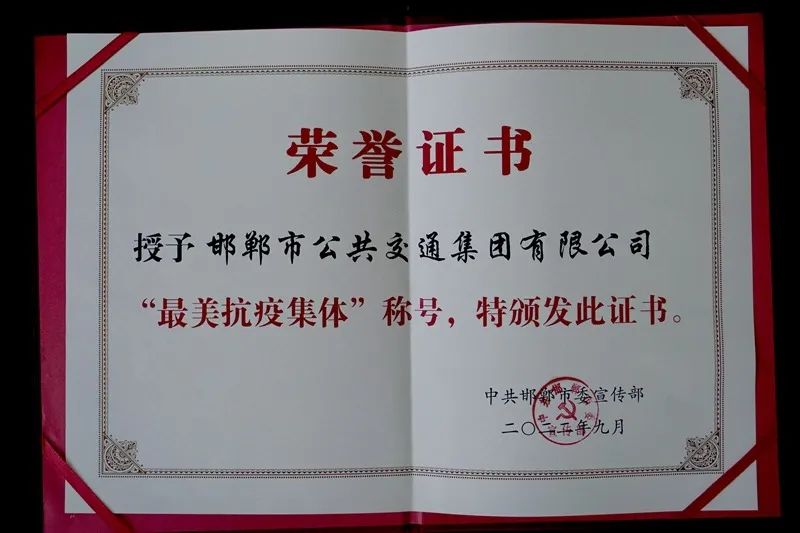 荣誉证书
授予 邯郸市公共交通集团有限公司
“最美抗疫集体”称号，特颁发此证书。
中共邯郸市委宣传部
二〇二二年九月